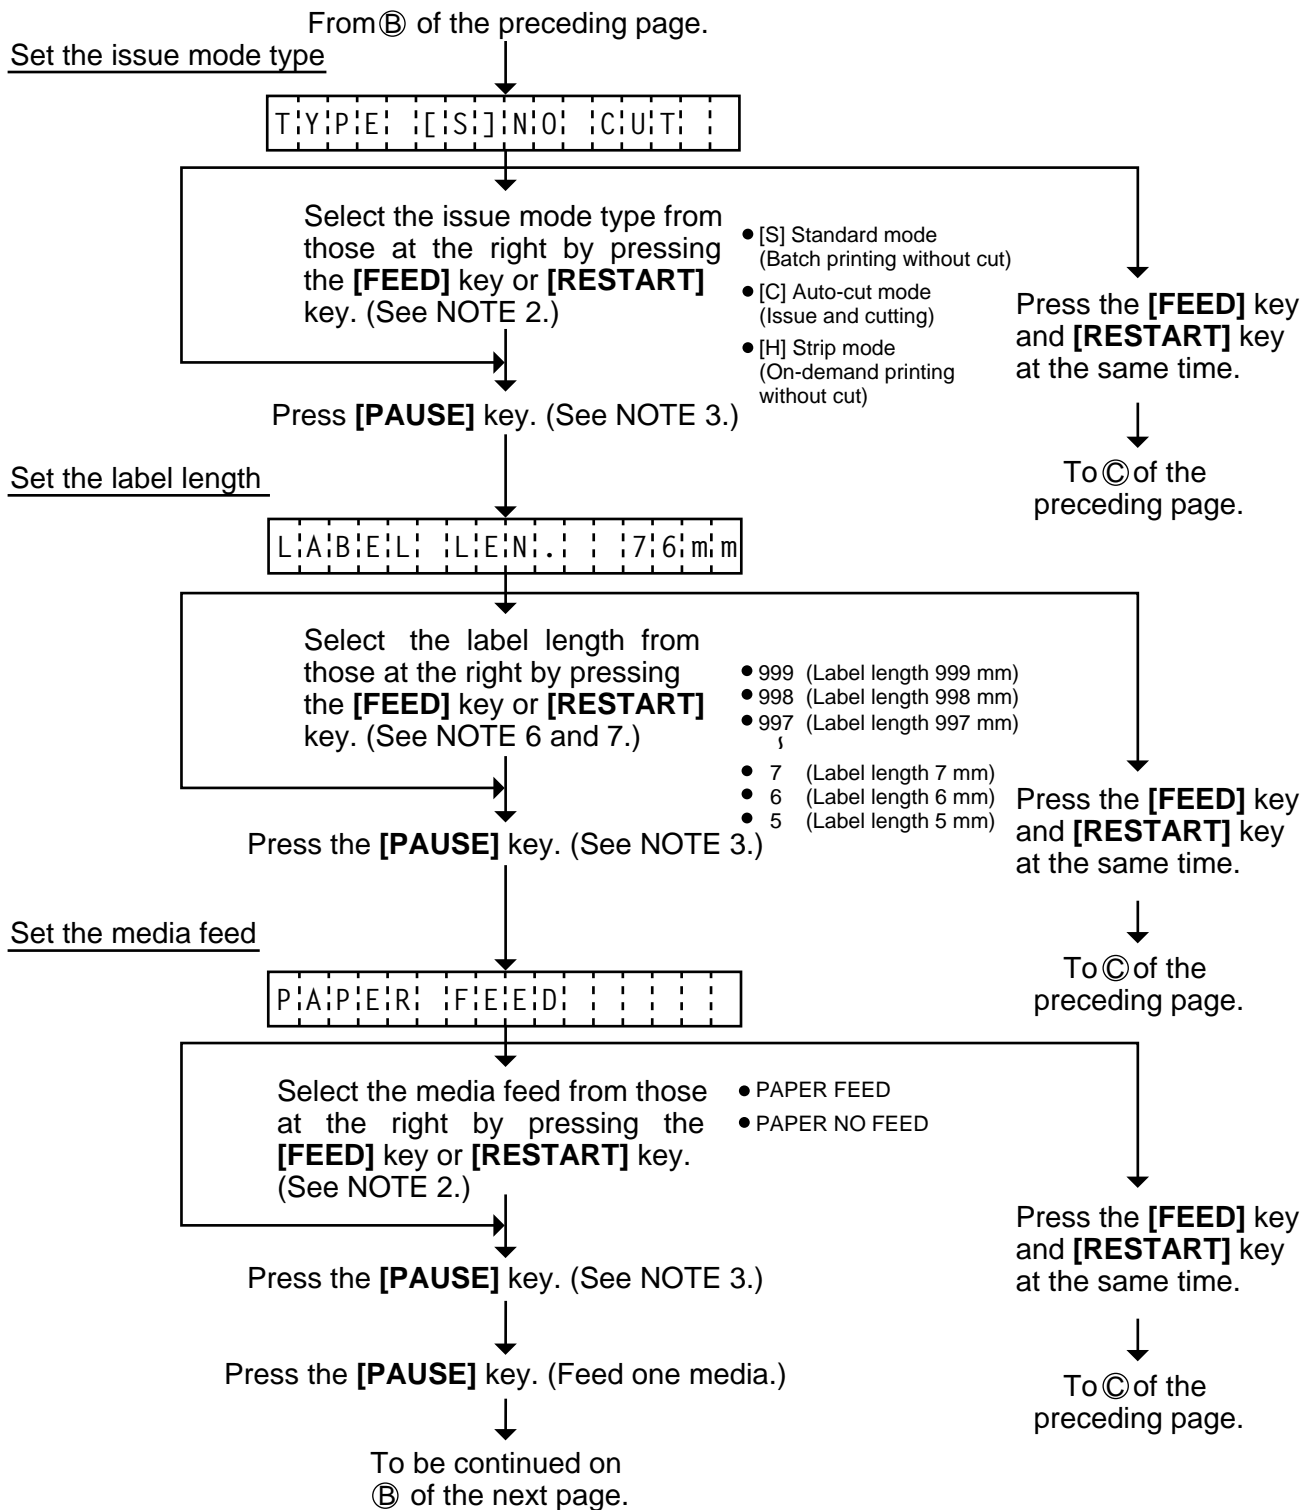 From Ⓑ of the preceding page.
Set the issue mode type
TYPE [S]NO CUT
Select the issue mode type from
those at the right by pressing
the [FEED] key or [RESTART]
key. (See NOTE 2.)
● [S] Standard mode
(Batch printing without cut)
● [C] Auto-cut mode
(Issue and cutting)
● [H] Strip mode
(On-demand printing
without cut)
Press the [FEED] key
and [RESTART] key
at the same time.
To Ⓒ of the
preceding page.
Press [PAUSE] key. (See NOTE 3.)
Set the label length
LABEL LEN.  76mm
Select the label length from
those at the right by pressing
the [FEED] key or [RESTART]
key. (See NOTE 6 and 7.)
● 999 (Label length 999 mm)
● 998 (Label length 998 mm)
● 997 (Label length 997 mm)
≀
● 7 (Label length 7 mm)
● 6 (Label length 6 mm)
● 5 (Label length 5 mm)
Press the [FEED] key
and [RESTART] key
at the same time.
To Ⓒ of the
preceding page.
Press the [PAUSE] key. (See NOTE 3.)
Set the media feed
PAPER FEED
Select the media feed from those
at the right by pressing the
[FEED] key or [RESTART] key.
(See NOTE 2.)
● PAPER FEED
● PAPER NO FEED
Press the [FEED] key
and [RESTART] key
at the same time.
To Ⓒ of the
preceding page.
Press the [PAUSE] key. (See NOTE 3.)
Press the [PAUSE] key. (Feed one media.)
To be continued on
Ⓑ of the next page.